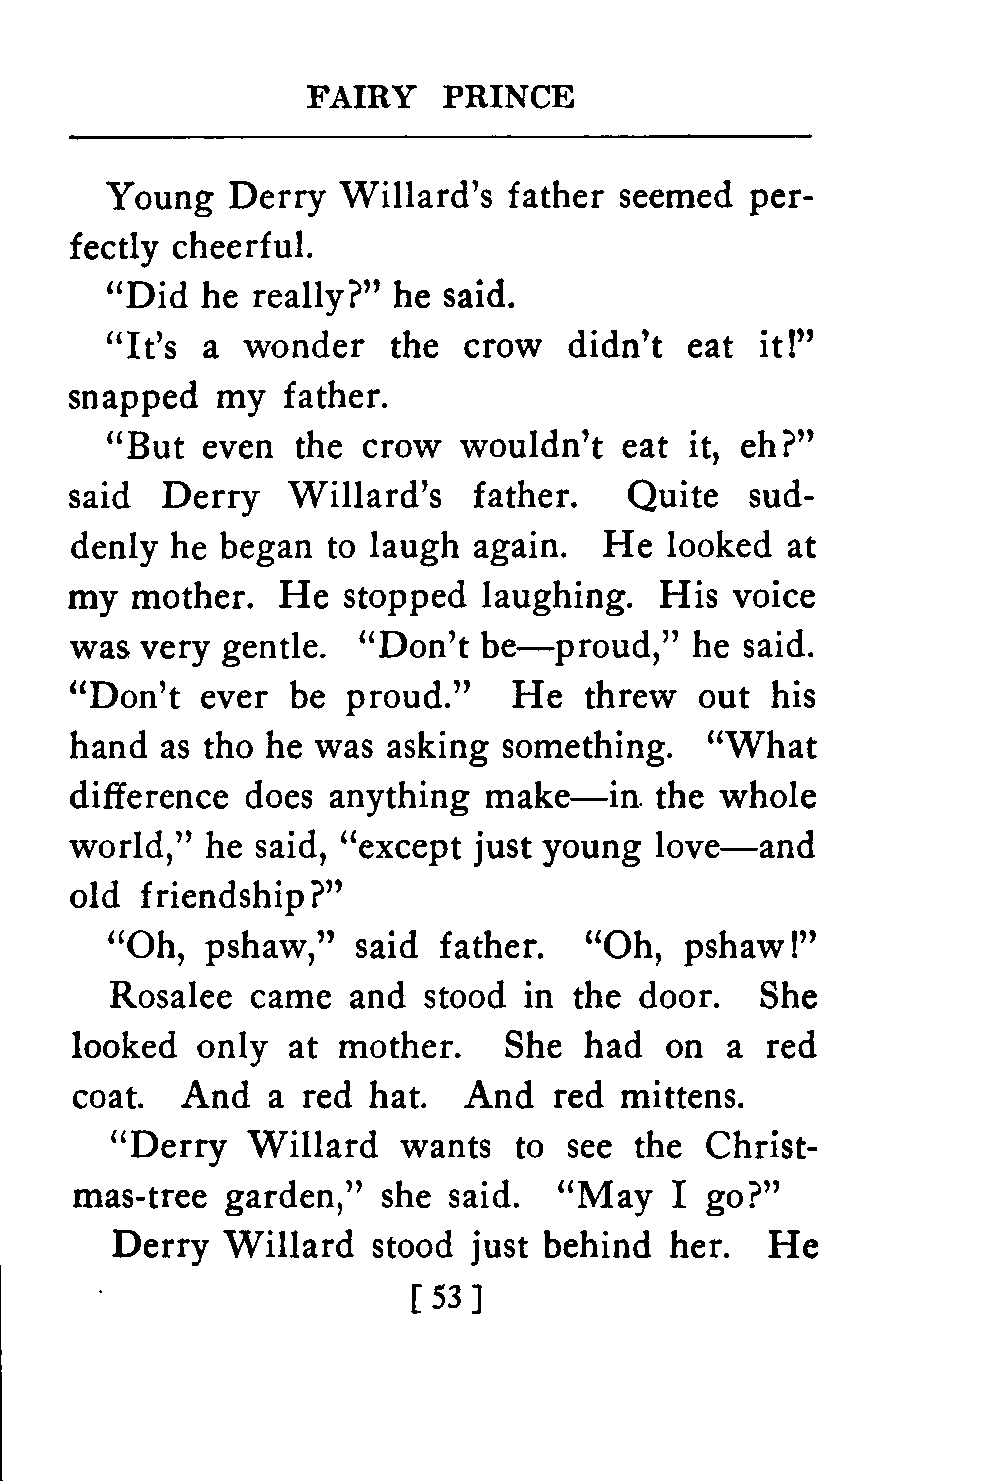 FAIRY PRINCE
Young Derry Willard's father seemed per-
fectly cheerful.
“Did he really?” he said.
“It's a wonder the crow didn't eat it!”
snapped my father.
“But even the crow wouldn't eat it, eh?”
said Derry Willard's father. Quite sud-
denly he began to laugh again. He looked at
my mother. He stopped laughing. His voice
was very gentle. “Don't be—proud,” he said.
“Don't ever be proud.” He threw out his
hand as tho he was asking something. “What
difference does anything make—in the whole
world,” he said, “except just young love—and
old friendship?”
“Oh, pshaw,” said father. “Oh, pshaw!”
Rosalee came and stood in the door. She
looked only at mother. She had on a red
coat. And a red hat. And red mittens.
“Derry Willard wants to see the Christ-
mas-tree garden,” she said. “May I go?”
Derry Willard stood just behind her. He
[ 53 ]